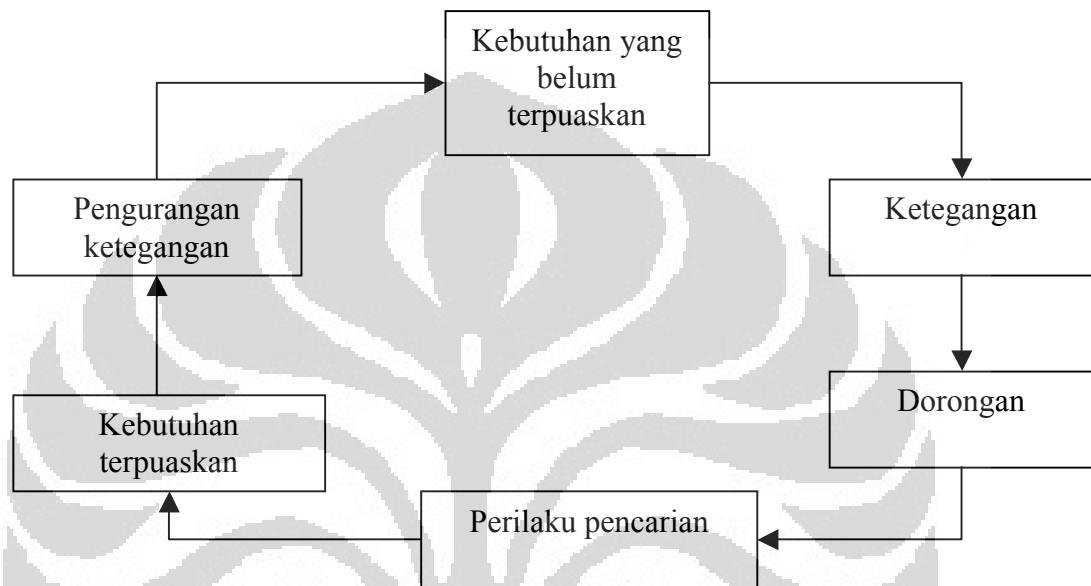 Kebutuhan yang
belum
terpuaskan
Ketegangan
Dorongan
Perilaku pencarian
Kebutuhan
terpuaskan
Pengurangan
ketegangan